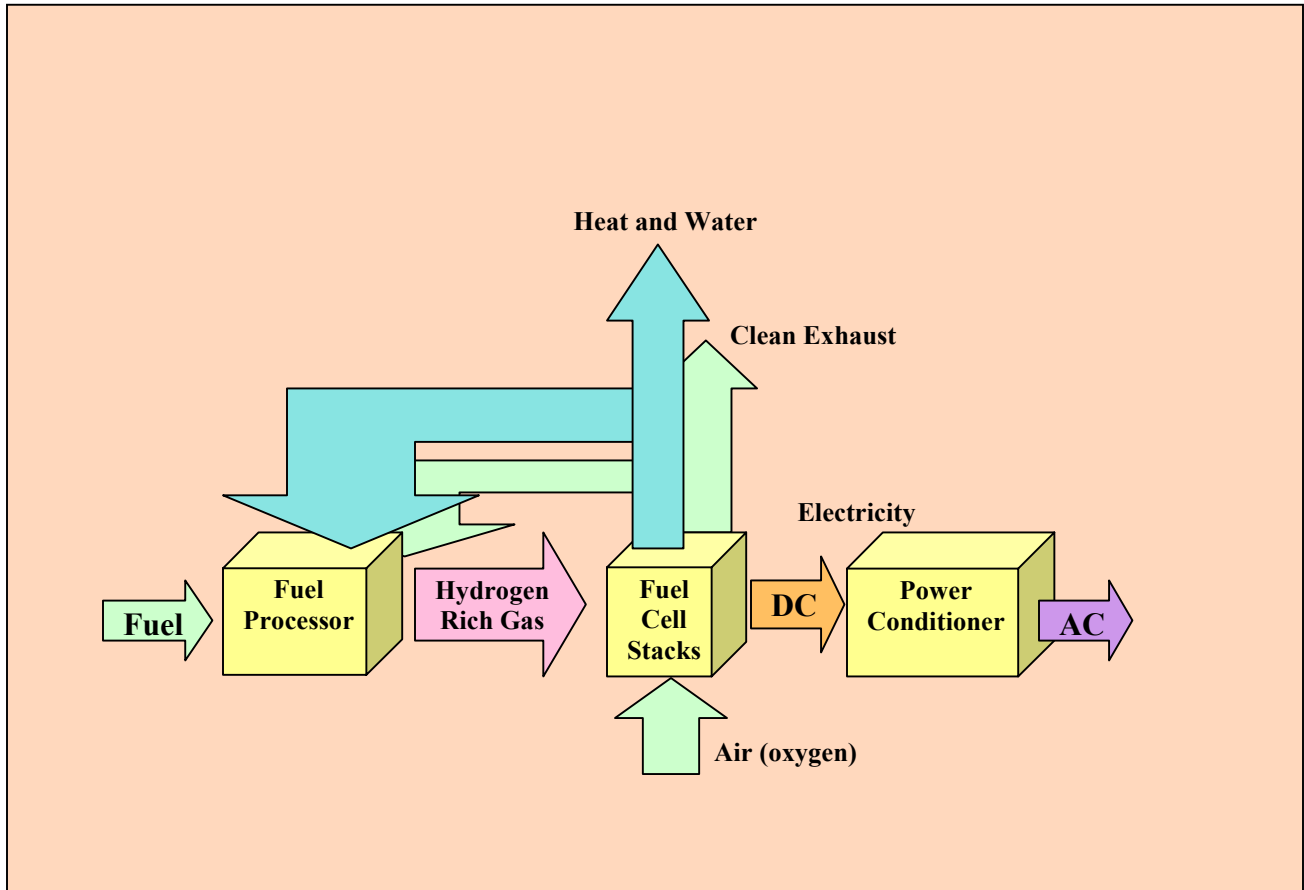 Heat and Water
Clean Exhaust
Electricity
Fuel
Fuel
Processor
Hydrogen
Rich Gas
Fuel
Cell
Stacks
DC
Power
Conditioner
AC
Air (oxygen)